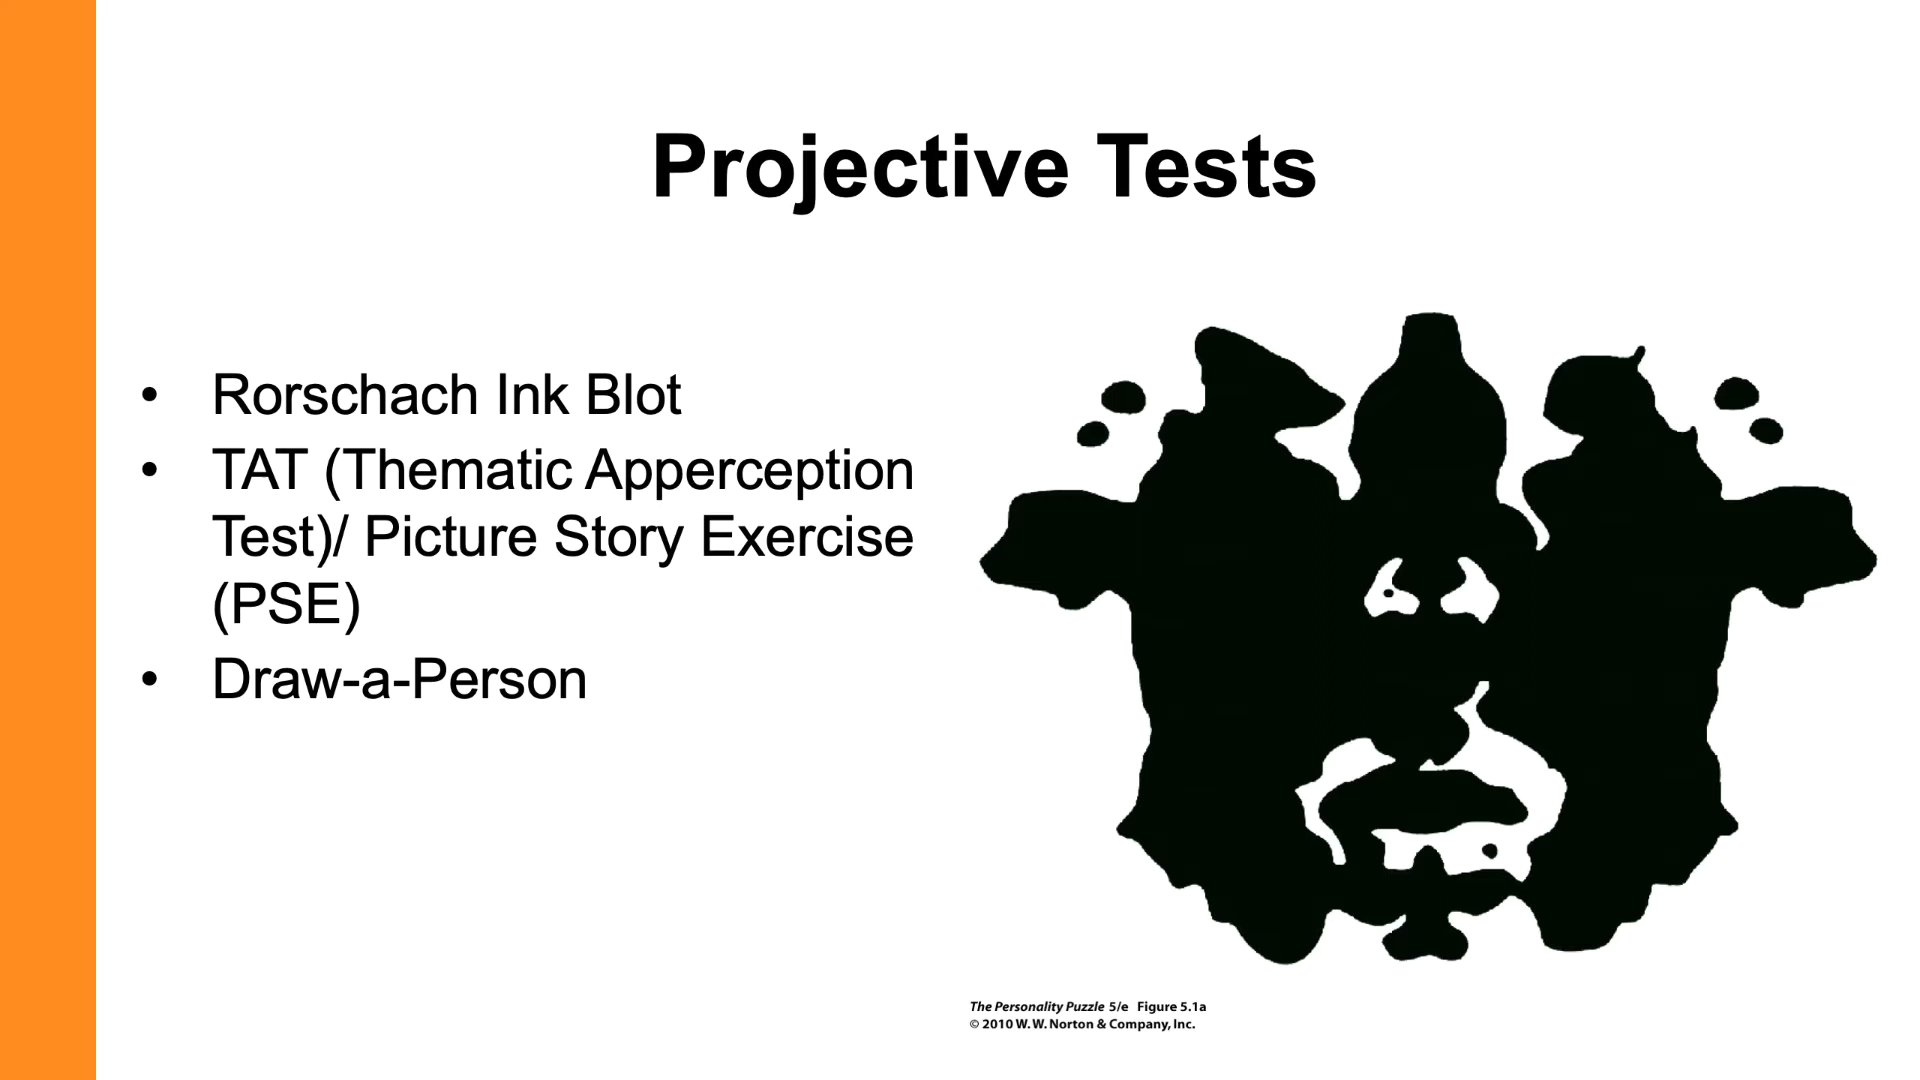 Projective Tests
• Rorschach Ink Blot
• TAT (Thematic Apperception
Test)/ Picture Story Exercise
(PSE)
• Draw-a-Person
The Personality Puzzle 5/e Figure 5.1a
© 2010 W. W. Norton & Company, Inc.